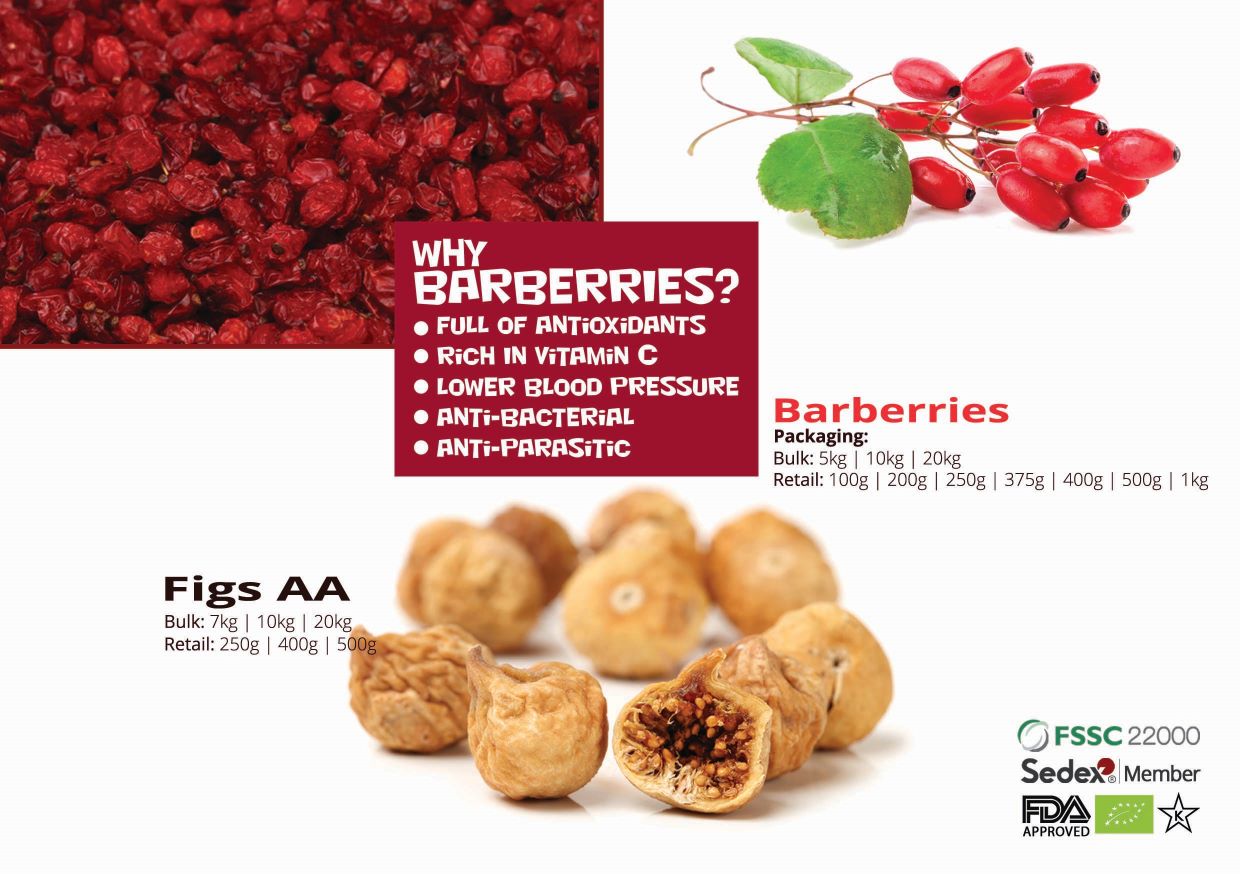 WHY
BARBERRIES?
● FULL OF ANTiOXiDANTS
● RiCH IN ViTAMiN C
● LOWER BLOOD PRESSURE
● ANTi-BACTERiAL
● ANTi-PARASiTiC
Barberries
Packaging:
Bulk: 5kg | 10kg | 20kg
Retail: 100g | 200g | 250g | 375g | 400g | 500g | 1kg
Figs AA
Bulk: 7kg | 10kg | 20kg
Retail: 250g | 400g | 500g
FSSC 22000
Sedex® | Member
FDA
APPROVED
K